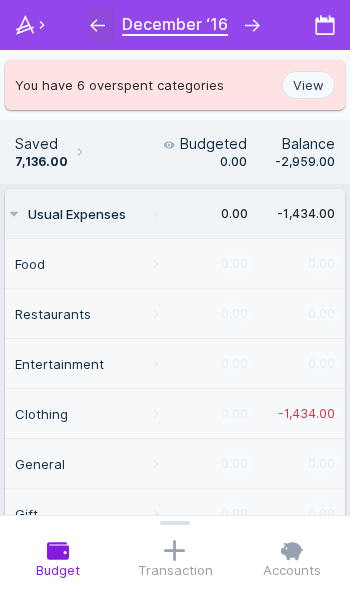 December ‘16
You have 6 overspent categories View
Saved Budgeted Balance
7,136.00 0.00 -2,959.00
Usual Expenses 0.00 -1,434.00
Food 0.00 0.00
Restaurants 0.00 0.00
Entertainment 0.00 0.00
Clothing 0.00 -1,434.00
General 0.00 0.00
Gift 0.00 0.00
Budget Transaction Accounts